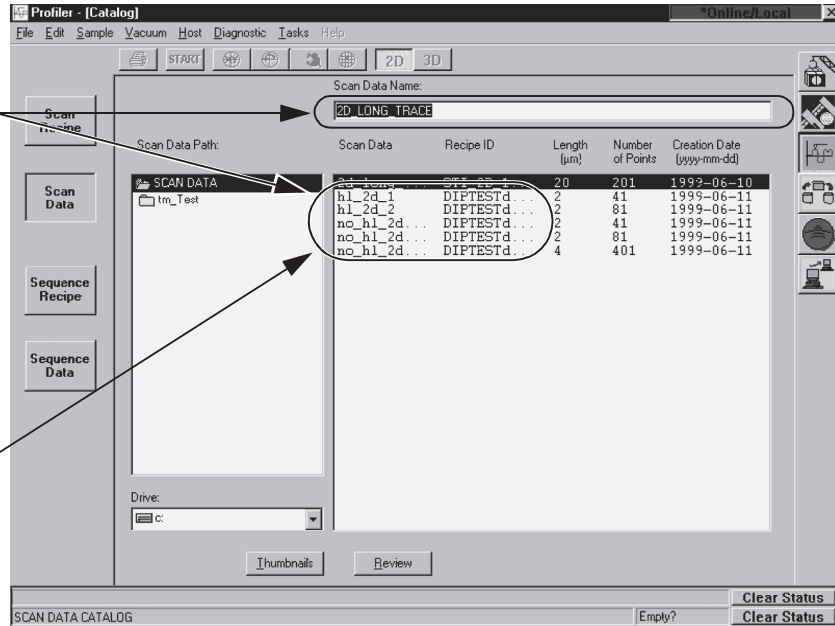 Profiler - [Catalog]
*Online/Local
File Edit Sample Vacuum Host Diagnostic Tasks Help
START 2D 3D
Scan Data Name:
2D_LONG_TRACE
Scan Recipe
Scan Data
Sequence Recipe
Sequence Data
Scan Data Path:
SCAN DATA
tm_Test
Scan Data Recipe ID Length (µm) Number of Points Creation Date (yyyy-mm-dd)
2d_long_... STI_2D_1... 20 201 1999-06-10
hl_2d_1 DIPTESTd... 2 41 1999-06-11
hl_2d_2 DIPTESTd... 2 81 1999-06-11
no_hl_2d... DIPTESTd... 2 41 1999-06-11
no_hl_2d... DIPTESTd... 2 81 1999-06-11
no_hl_2d... DIPTESTd... 4 401 1999-06-11
Drive:
c:
Thumbnails Review
Clear Status
SCAN DATA CATALOG Empty? Clear Status